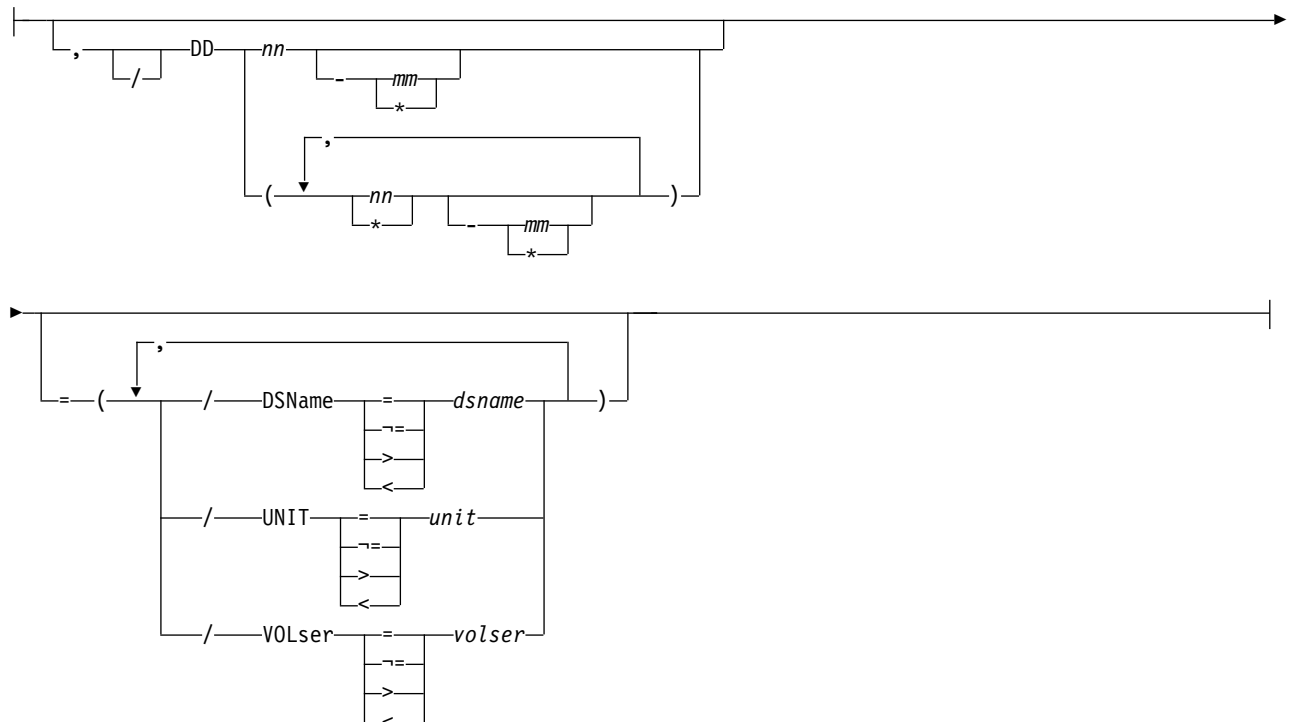 , / DD nn - mm
*
,
( nn - mm )
* *
,
= ( / DSName = dsname )
¬=
>
<
/ UNIT = unit
¬=
>
<
/ VOLser = volser
¬=
>
<